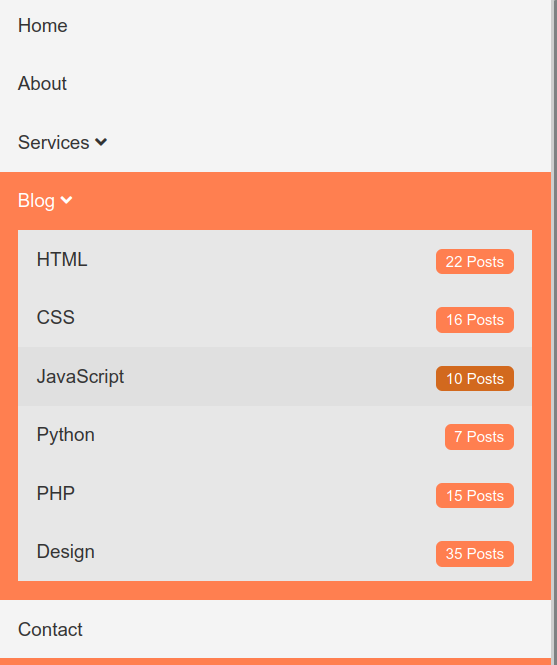 Home
About
Services
Blog
HTML 22 Posts
CSS 16 Posts
JavaScript 10 Posts
Python 7 Posts
PHP 15 Posts
Design 35 Posts
Contact